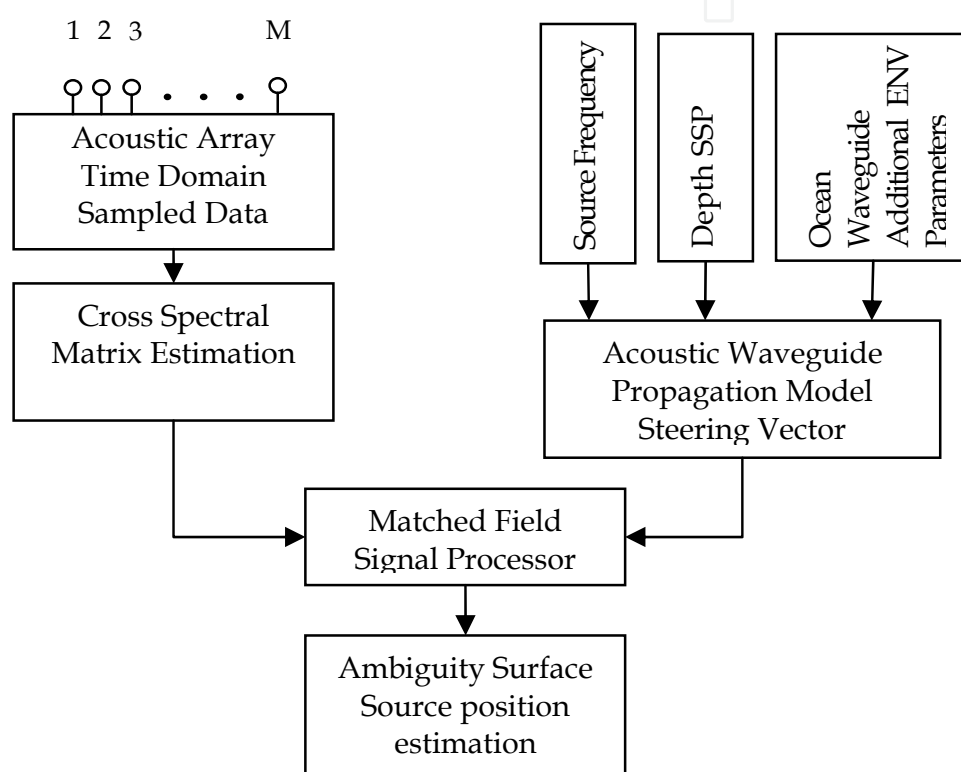 1 2 3 M
Acoustic Array
Time Domain
Sampled Data
Cross Spectral
Matrix Estimation
Source Frequency
Depth SSP
Ocean
Waveguide
Additional ENV
Parameters
Acoustic Waveguide
Propagation Model
Steering Vector
Matched Field
Signal Processor
Ambiguity Surface
Source position
estimation